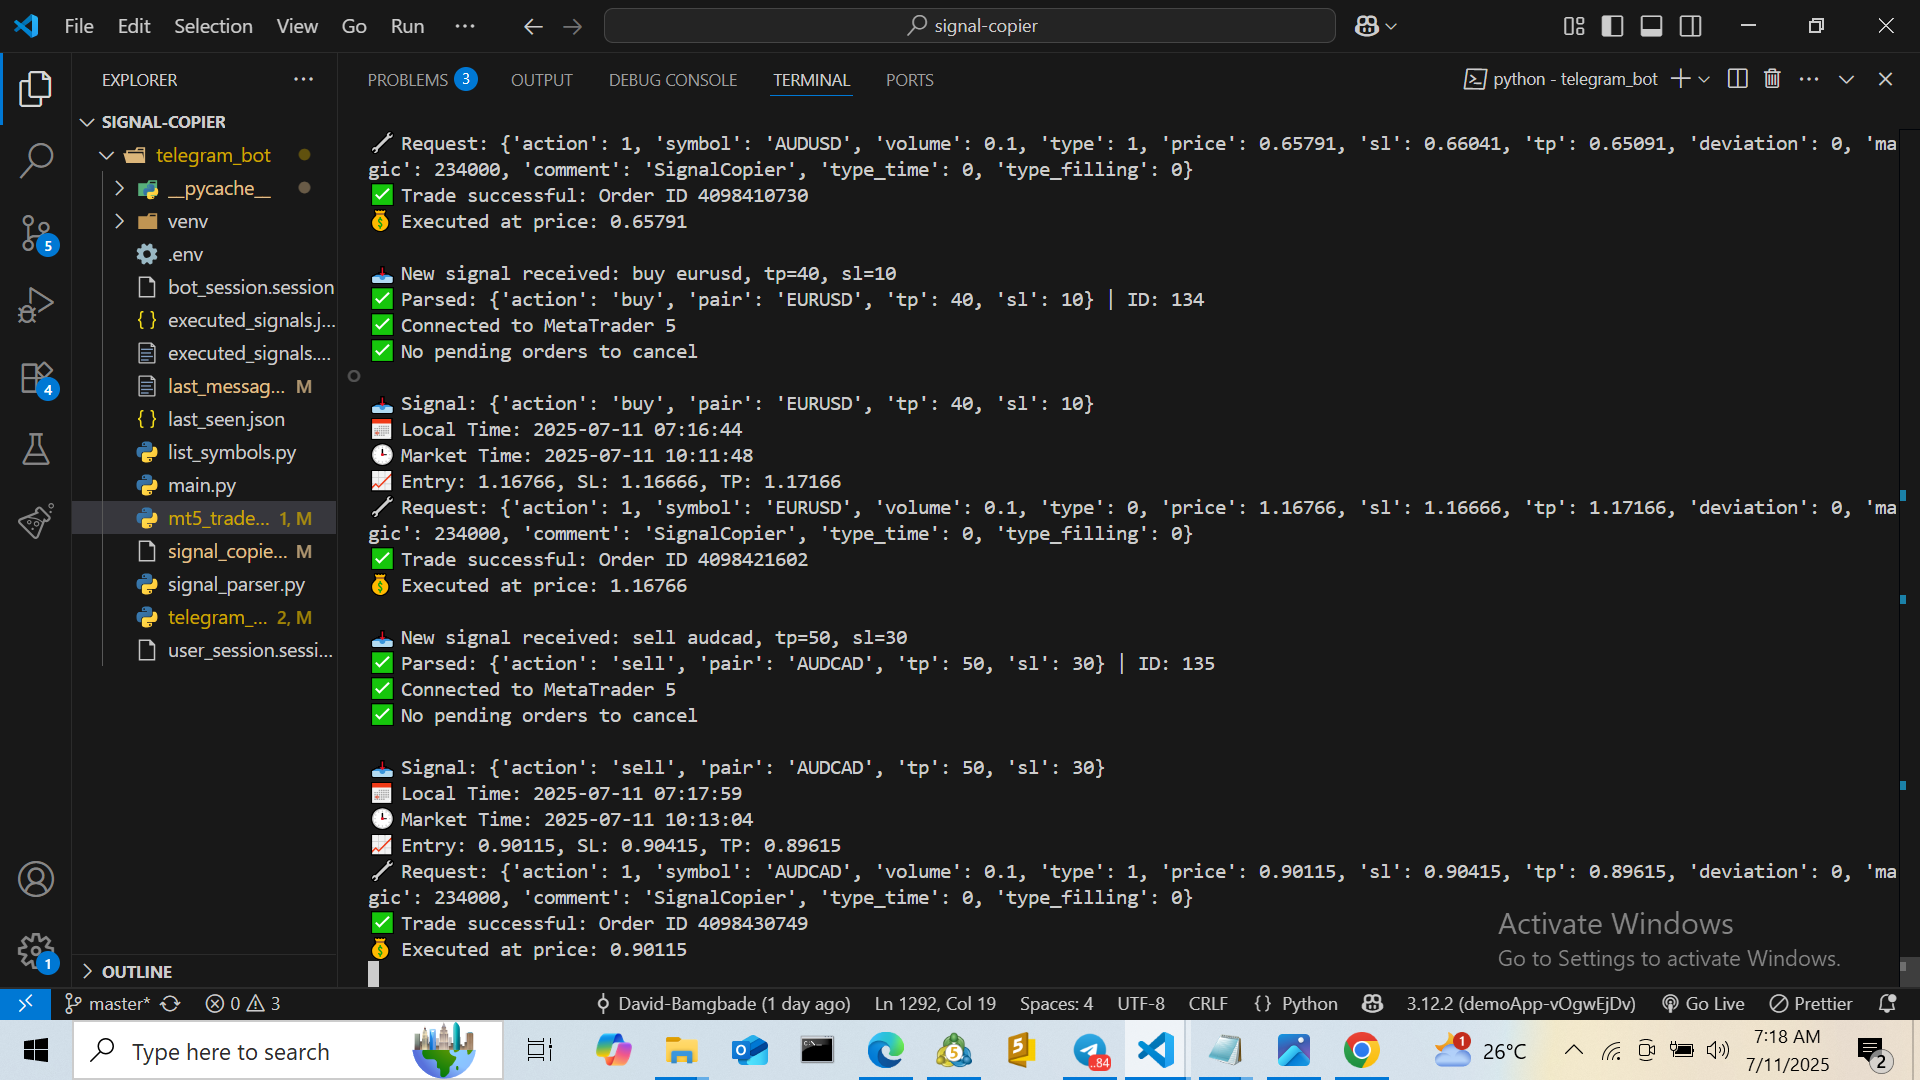 File Edit Selection View Go Run ··· signal-copier
EXPLORER ···
SIGNAL-COPIER
telegram_bot
__pycache__
venv
.env
bot_session.session
executed_signals.j...
executed_signals....
last_messag... M
last_seen.json
list_symbols.py
main.py
mt5_trade... 1, M
signal_copie... M
signal_parser.py
telegram_... 2, M
user_session.sessi...
OUTLINE
5
4
1
PROBLEMS 3 OUTPUT DEBUG CONSOLE TERMINAL PORTS python - telegram_bot ···
Request: {'action': 1, 'symbol': 'AUDUSD', 'volume': 0.1, 'type': 1, 'price': 0.65791, 'sl': 0.66041, 'tp': 0.65091, 'deviation': 0, 'ma
gic': 234000, 'comment': 'SignalCopier', 'type_time': 0, 'type_filling': 0}
✅ Trade successful: Order ID 4098410730
💰 Executed at price: 0.65791
📥 New signal received: buy eurusd, tp=40, sl=10
✅ Parsed: {'action': 'buy', 'pair': 'EURUSD', 'tp': 40, 'sl': 10} | ID: 134
✅ Connected to MetaTrader 5
✅ No pending orders to cancel
📥 Signal: {'action': 'buy', 'pair': 'EURUSD', 'tp': 40, 'sl': 10}
📅 Local Time: 2025-07-11 07:16:44
🕒 Market Time: 2025-07-11 10:11:48
📈 Entry: 1.16766, SL: 1.16666, TP: 1.17166
Request: {'action': 1, 'symbol': 'EURUSD', 'volume': 0.1, 'type': 0, 'price': 1.16766, 'sl': 1.16666, 'tp': 1.17166, 'deviation': 0, 'ma
gic': 234000, 'comment': 'SignalCopier', 'type_time': 0, 'type_filling': 0}
✅ Trade successful: Order ID 4098421602
💰 Executed at price: 1.16766
📥 New signal received: sell audcad, tp=50, sl=30
✅ Parsed: {'action': 'sell', 'pair': 'AUDCAD', 'tp': 50, 'sl': 30} | ID: 135
✅ Connected to MetaTrader 5
✅ No pending orders to cancel
📥 Signal: {'action': 'sell', 'pair': 'AUDCAD', 'tp': 50, 'sl': 30}
📅 Local Time: 2025-07-11 07:17:59
🕒 Market Time: 2025-07-11 10:13:04
📈 Entry: 0.90115, SL: 0.90415, TP: 0.89615
Request: {'action': 1, 'symbol': 'AUDCAD', 'volume': 0.1, 'type': 1, 'price': 0.90115, 'sl': 0.90415, 'tp': 0.89615, 'deviation': 0, 'ma
gic': 234000, 'comment': 'SignalCopier', 'type_time': 0, 'type_filling': 0}
✅ Trade successful: Order ID 4098430749
💰 Executed at price: 0.90115
Activate Windows
Go to Settings to activate Windows.
master* 0 3 David-Bamgbade (1 day ago) Ln 1292, Col 19 Spaces: 4 UTF-8 CRLF {} Python 3.12.2 (demoApp-vOgwEjDv) Go Live Prettier
Type here to search 5 5 .84 1 26°C 7:18 AM 2
7/11/2025